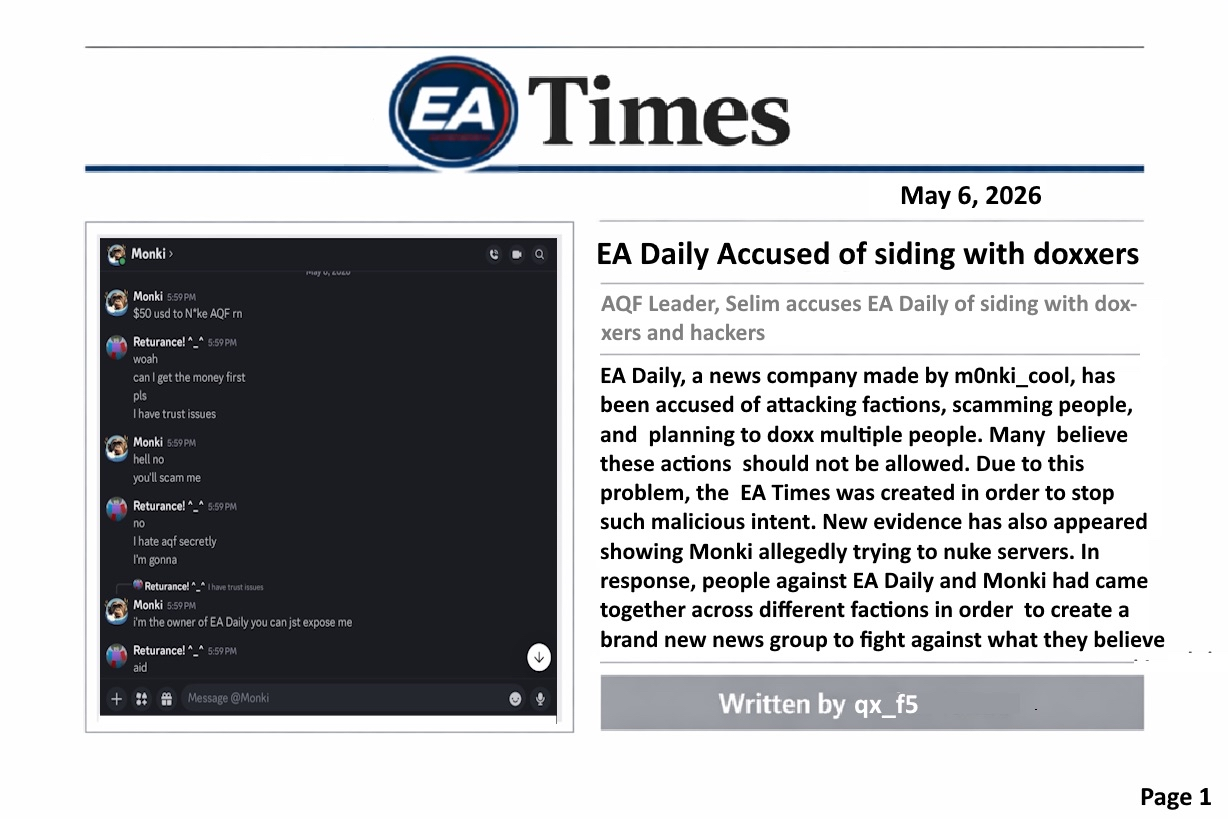 EA Times
May 6, 2026
EA Daily Accused of siding with doxxers
AQF Leader, Selim accuses EA Daily of siding with dox-
xers and hackers
EA Daily, a news company made by m0nki_cool, has
been accused of attacking factions, scamming people,
and planning to doxx multiple people. Many believe
these actions should not be allowed. Due to this
problem, the EA Times was created in order to stop
such malicious intent. New evidence has also appeared
showing Monki allegedly trying to nuke servers. In
response, people against EA Daily and Monki had came
together across different factions in order to create a
brand new news group to fight against what they believe
Written by qx_f5
Monki ›
May 6, 2026
Monki 5:59 PM
$50 usd to N*ke AQF rn
Returance! ^_^ 5:59 PM
woah
can I get the money first
pls
I have trust issues
Monki 5:59 PM
hell no
you'll scam me
Returance! ^_^ 5:59 PM
no
I hate aqf secretly
I'm gonna
Returance! ^_^ I have trust issues
Monki 5:59 PM
i'm the owner of EA Daily you can jst expose me
Returance! ^_^ 5:59 PM
aid
Message @Monki
Page 1